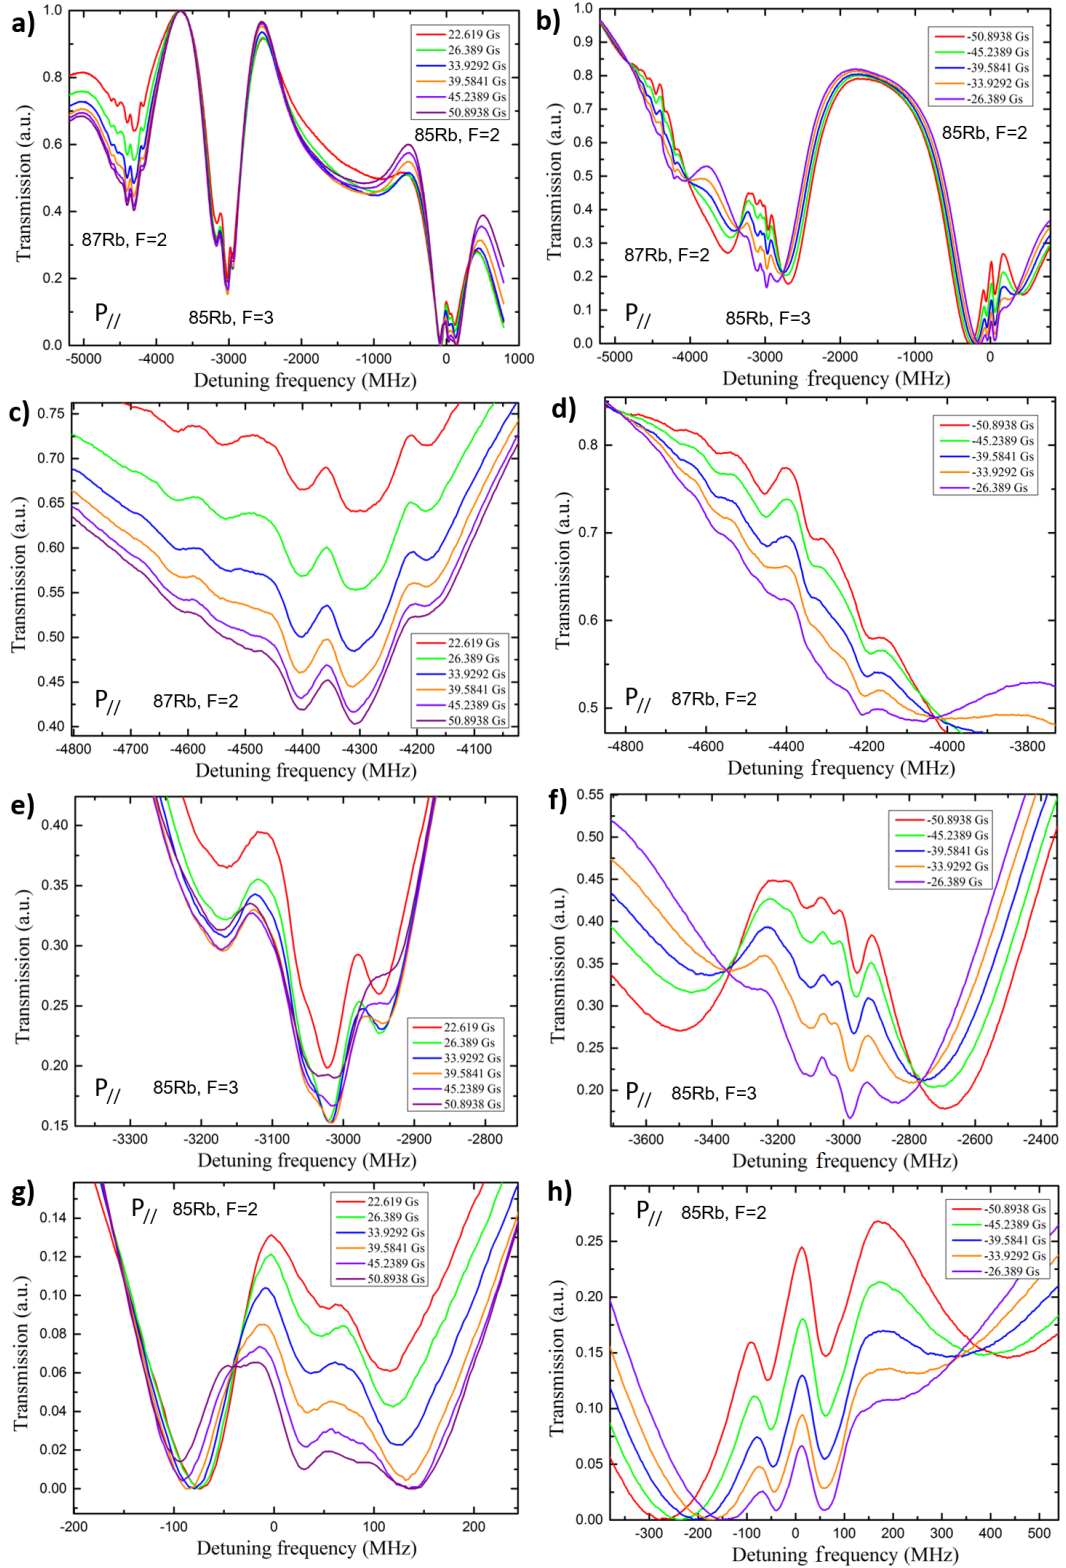 a)
1.0
0.8
0.6
0.4
0.2
0.0
Transmission (a.u.)
22.619 Gs
26.389 Gs
33.9292 Gs
39.5841 Gs
45.2389 Gs
50.8938 Gs
85Rb, F=2
87Rb, F=2
85Rb, F=3
P//
-5000 -4000 -3000 -2000 -1000 0 1000
Detuning frequency (MHz)
b)
1.0
0.9
0.8
0.7
0.6
0.5
0.4
0.3
0.2
0.1
0.0
Transmission (a.u.)
-50.8938 Gs
-45.2389 Gs
-39.5841 Gs
-33.9292 Gs
-26.389 Gs
85Rb, F=2
87Rb, F=2
85Rb, F=3
P//
-5000 -4000 -3000 -2000 -1000 0
Detuning frequency (MHz)
c)
0.75
0.70
0.65
0.60
0.55
0.50
0.45
0.40
Transmission (a.u.)
22.619 Gs
26.389 Gs
33.9292 Gs
39.5841 Gs
45.2389 Gs
50.8938 Gs
P// 87Rb, F=2
-4800 -4700 -4600 -4500 -4400 -4300 -4200 -4100
Detuning frequency (MHz)
d)
0.8
0.7
0.6
0.5
Transmission (a.u.)
-50.8938 Gs
-45.2389 Gs
-39.5841 Gs
-33.9292 Gs
-26.389 Gs
P// 87Rb, F=2
-4800 -4600 -4400 -4200 -4000 -3800
Detuning frequency (MHz)
e)
0.40
0.35
0.30
0.25
0.20
0.15
Transmission (a.u.)
22.619 Gs
26.389 Gs
33.9292 Gs
39.5841 Gs
45.2389 Gs
50.8938 Gs
P// 85Rb, F=3
-3300 -3200 -3100 -3000 -2900 -2800
Detuning frequency (MHz)
f)
0.55
0.50
0.45
0.40
0.35
0.30
0.25
0.20
Transmission (a.u.)
-50.8938 Gs
-45.2389 Gs
-39.5841 Gs
-33.9292 Gs
-26.389 Gs
P// 85Rb, F=3
-3600 -3400 -3200 -3000 -2800 -2600 -2400
Detuning frequency (MHz)
g)
0.14
0.12
0.10
0.08
0.06
0.04
0.02
0.00
Transmission (a.u.)
P// 85Rb, F=2
22.619 Gs
26.389 Gs
33.9292 Gs
39.5841 Gs
45.2389 Gs
50.8938 Gs
-200 -100 0 100 200
Detuning frequency (MHz)
h)
0.25
0.20
0.15
0.10
0.05
0.00
Transmission (a.u.)
P// 85Rb, F=2
-50.8938 Gs
-45.2389 Gs
-39.5841 Gs
-33.9292 Gs
-26.389 Gs
-300 -200 -100 0 100 200 300 400 500
Detuning frequency (MHz)